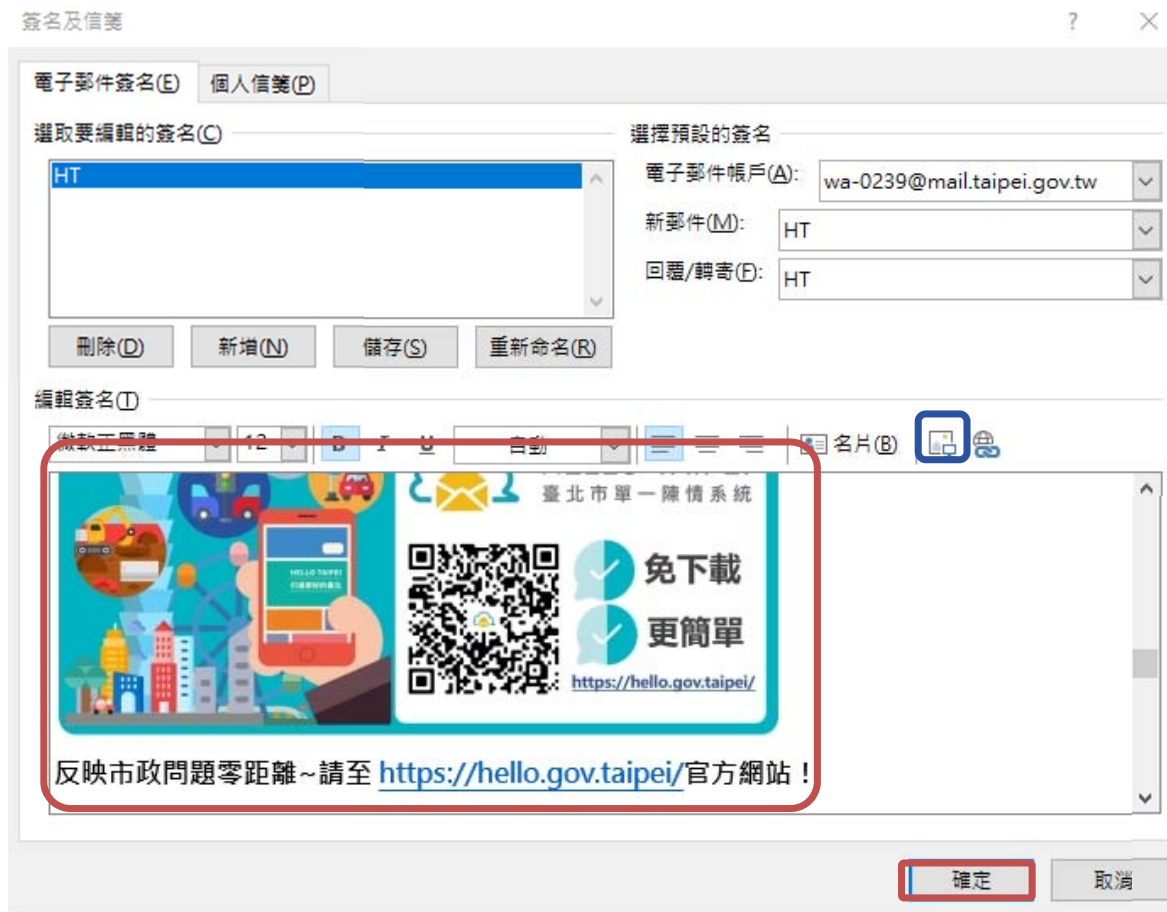 簽名及信箋
電子郵件簽名(E) 個人信箋(P)
選取要編輯的簽名(C)
選擇預設的簽名
HT
電子郵件帳戶(A): wa-0239@mail.taipei.gov.tw
新郵件(M): HT
回覆/轉寄(F): HT
刪除(D) 新增(N) 儲存(S) 重新命名(R)
編輯簽名(T)
微軟正黑體 12 B I U 自動 名片(B)
臺北市單一陳情系統
HELLO TAIPEI
免下載
更簡單
https://hello.gov.taipei/
反映市政問題零距離~請至 https://hello.gov.taipei/官方網站！
確定 取消